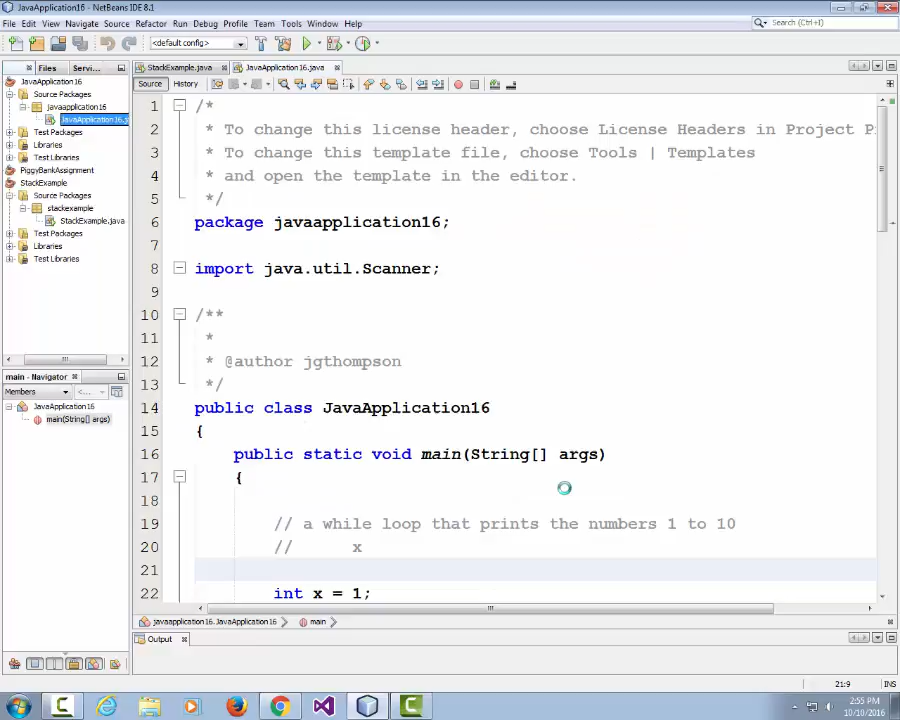 JavaApplication16 - NetBeans IDE 8.1
File Edit View Navigate Source Refactor Run Debug Profile Team Tools Window Help
Search (Ctrl+I)
<default config>
Files Servi...
StackExample.java JavaApplication16.java
Source History
JavaApplication16
Source Packages
javaapplication16
JavaApplication16.j
Test Packages
Libraries
Test Libraries
PiggyBankAssignment
StackExample
Source Packages
stackexample
StackExample.java
Test Packages
Libraries
Test Libraries
main - Navigator
Members <...
JavaApplication16
main(String[] args)
1 /*
2 * To change this license header, choose License Headers in Project P
3 * To change this template file, choose Tools | Templates
4 * and open the template in the editor.
5 */
6 package javaapplication16;
7
8 import java.util.Scanner;
9
10 /**
11 *
12 * @author jgthompson
13 */
14 public class JavaApplication16
15 {
16 public static void main(String[] args)
17 {
18
19 // a while loop that prints the numbers 1 to 10
20 // x
21
22 int x = 1;
javaapplication16.JavaApplication16 main
Output
21:9 INS
2:55 PM
10/10/2016